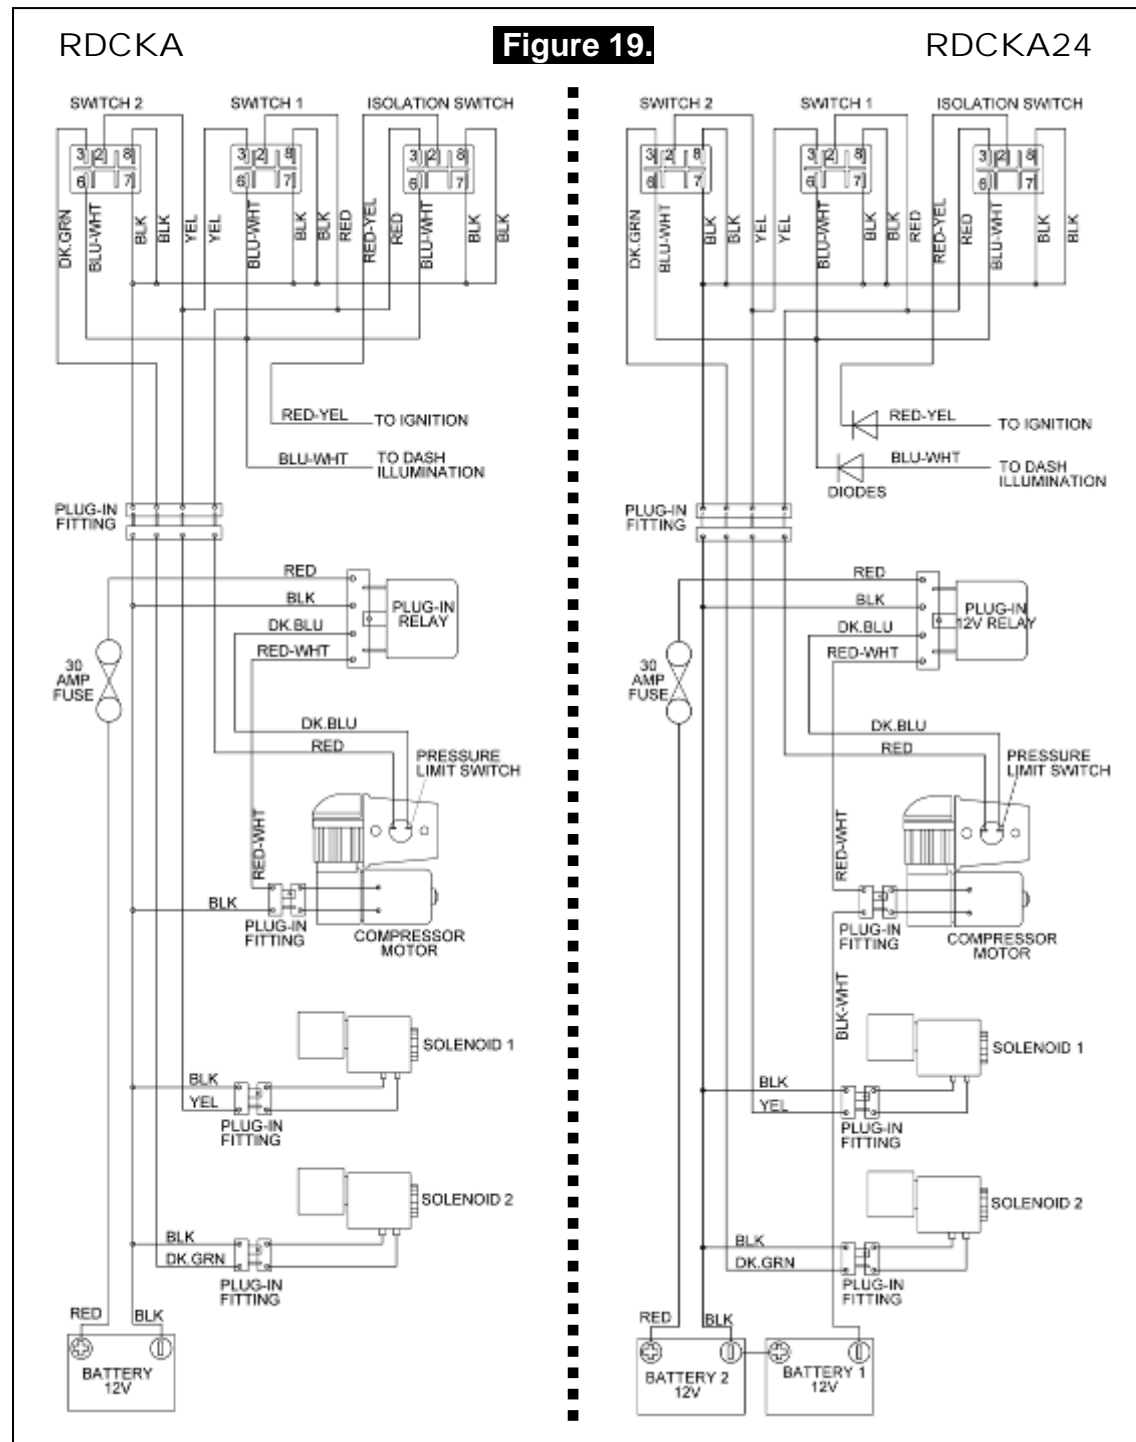 RDCKA
Figure 19.
RDCKA24
SWITCH 2
SWITCH 1
ISOLATION SWITCH
3 2 8
6 7
3 2 8
6 7
3 2 8
6 7
DK.GRN
BLU-WHT
BLK
BLK
YEL
YEL
BLU-WHT
BLK
BLK
RED
RED-YEL
RED
BLU-WHT
BLK
BLK
RED-YEL
TO IGNITION
BLU-WHT
TO DASH
ILLUMINATION
PLUG-IN
FITTING
RED
BLK
DK.BLU
RED-WHT
PLUG-IN
RELAY
30
AMP
FUSE
DK.BLU
RED
PRESSURE
LIMIT SWITCH
RED-WHT
BLK
PLUG-IN
FITTING
COMPRESSOR
MOTOR
SOLENOID 1
BLK
YEL
PLUG-IN
FITTING
SOLENOID 2
BLK
DK.GRN
PLUG-IN
FITTING
RED
BLK
BATTERY
12V
SWITCH 2
SWITCH 1
ISOLATION SWITCH
3 2 8
6 7
3 2 8
6 7
3 2 8
6 7
DK.GRN
BLU-WHT
BLK
BLK
YEL
YEL
BLU-WHT
BLK
BLK
RED
RED-YEL
RED
BLU-WHT
BLK
BLK
RED-YEL
TO IGNITION
BLU-WHT
TO DASH
ILLUMINATION
DIODES
PLUG-IN
FITTING
RED
BLK
DK.BLU
RED-WHT
PLUG-IN
12V RELAY
30
AMP
FUSE
DK.BLU
RED
PRESSURE
LIMIT SWITCH
RED-WHT
PLUG-IN
FITTING
COMPRESSOR
MOTOR
BLK-WHT
SOLENOID 1
BLK
YEL
PLUG-IN
FITTING
SOLENOID 2
BLK
DK.GRN
PLUG-IN
FITTING
RED
BLK
BATTERY 2
12V
BATTERY 1
12V